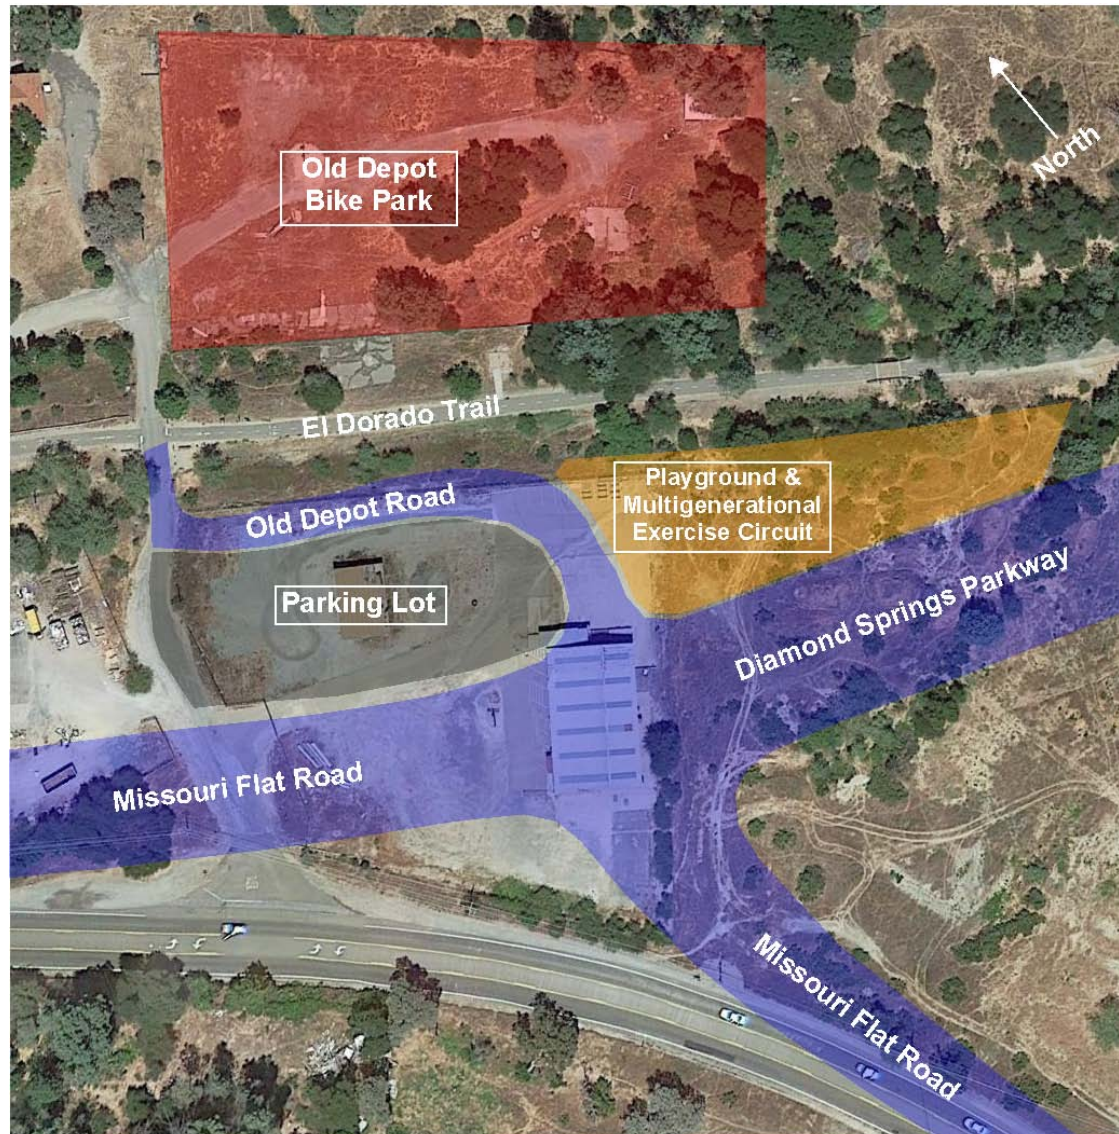 North
Old Depot
Bike Park
El Dorado Trail
Playground &
Multigenerational
Exercise Circuit
Old Depot Road
Parking Lot
Diamond Springs Parkway
Missouri Flat Road
Missouri Flat Road